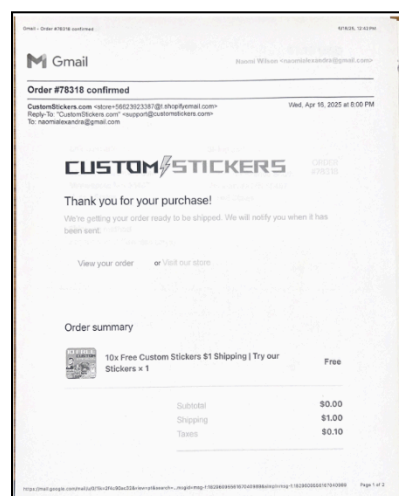 Gmail - Order #78318 confirmed
Gmail
Naomi Wilson <naomialexandra@gmail.com>
Order #78318 confirmed
CustomStickers.com <store+56623923387@t.shopifyemail.com>
Wed, Apr 16, 2025 at 8:00 PM
Reply-To: "CustomStickers.com" <support@customstickers.com>
To: naomialexandra@gmail.com
CUSTOM STICKERS
ORDER
#78318
Thank you for your purchase!
We're getting your order ready to be shipped. We will notify you when it has
been sent.
View your order or Visit our store
Order summary
10x Free Custom Stickers $1 Shipping | Try our
Stickers × 1
Free
Subtotal $0.00
Shipping $1.00
Taxes $0.10
Page 1 of 2